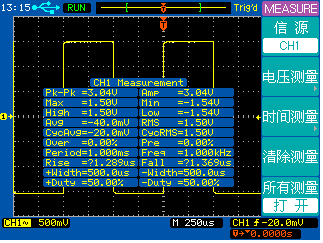 13:15 RUN Trig'd MEASURE
信 源
CH1
电压测量
时间测量
清除测量
所有测量
打 开
CH1 Measurement
Pk-Pk =3.04V Amp =3.04V
Max =1.50V Min =-1.54V
High =1.50V Low =-1.54V
Avg =-40.0mV RMS =1.50V
CycAvg=-20.0mV CycRMS=1.50V
Over =0.00% Pre =0.00%
Period=1.000ms Freq =1.000kHz
Rise =?1.289us Fall =?1.369us
+Width=500.0us -Width=500.0us
+Duty =50.00% -Duty =50.00%
CH1~ 500mV M 250us CH1 -20.0mV
0.0000s